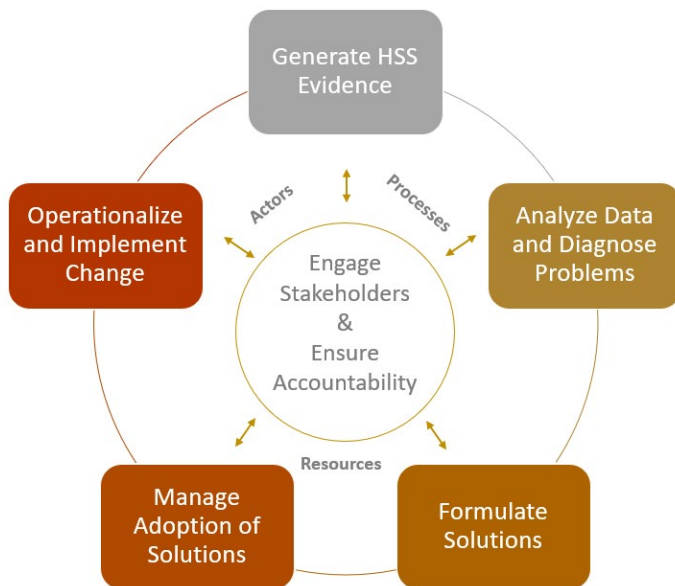 Generate HSS
Evidence
Actors
Processes
Operationalize
and Implement
Change
Analyze Data
and Diagnose
Problems
Engage
Stakeholders
&
Ensure
Accountability
Resources
Manage
Adoption of
Solutions
Formulate
Solutions